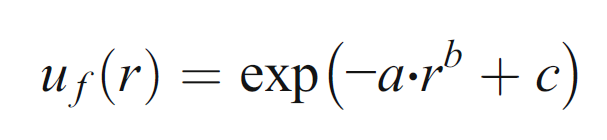 u_f(r) = exp(−a·r^b + c)